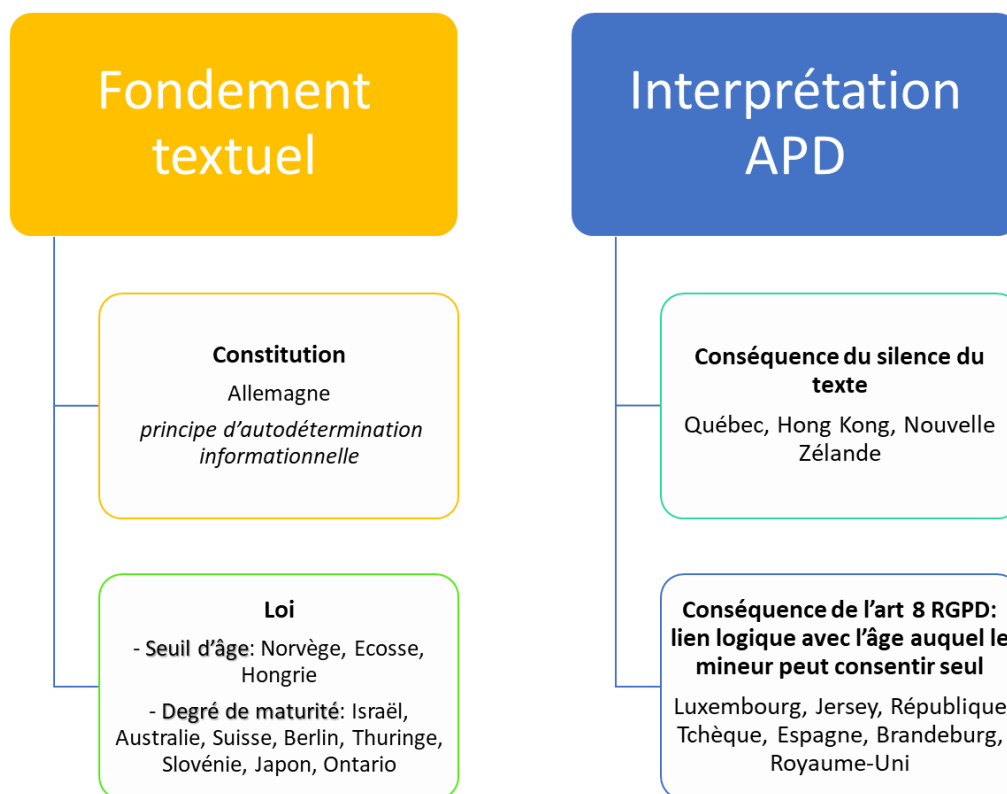 Fondement
textuel
Constitution
Allemagne
principe d'autodétermination
informationnelle
Loi
- Seuil d'âge: Norvège, Ecosse,
Hongrie
- Degré de maturité: Israël,
Australie, Suisse, Berlin, Thuringe,
Slovénie, Japon, Ontario
Interprétation
APD
Conséquence du silence du
texte
Québec, Hong Kong, Nouvelle
Zélande
Conséquence de l'art 8 RGPD:
lien logique avec l'âge auquel le
mineur peut consentir seul
Luxembourg, Jersey, République
Tchèque, Espagne, Brandeburg,
Royaume-Uni